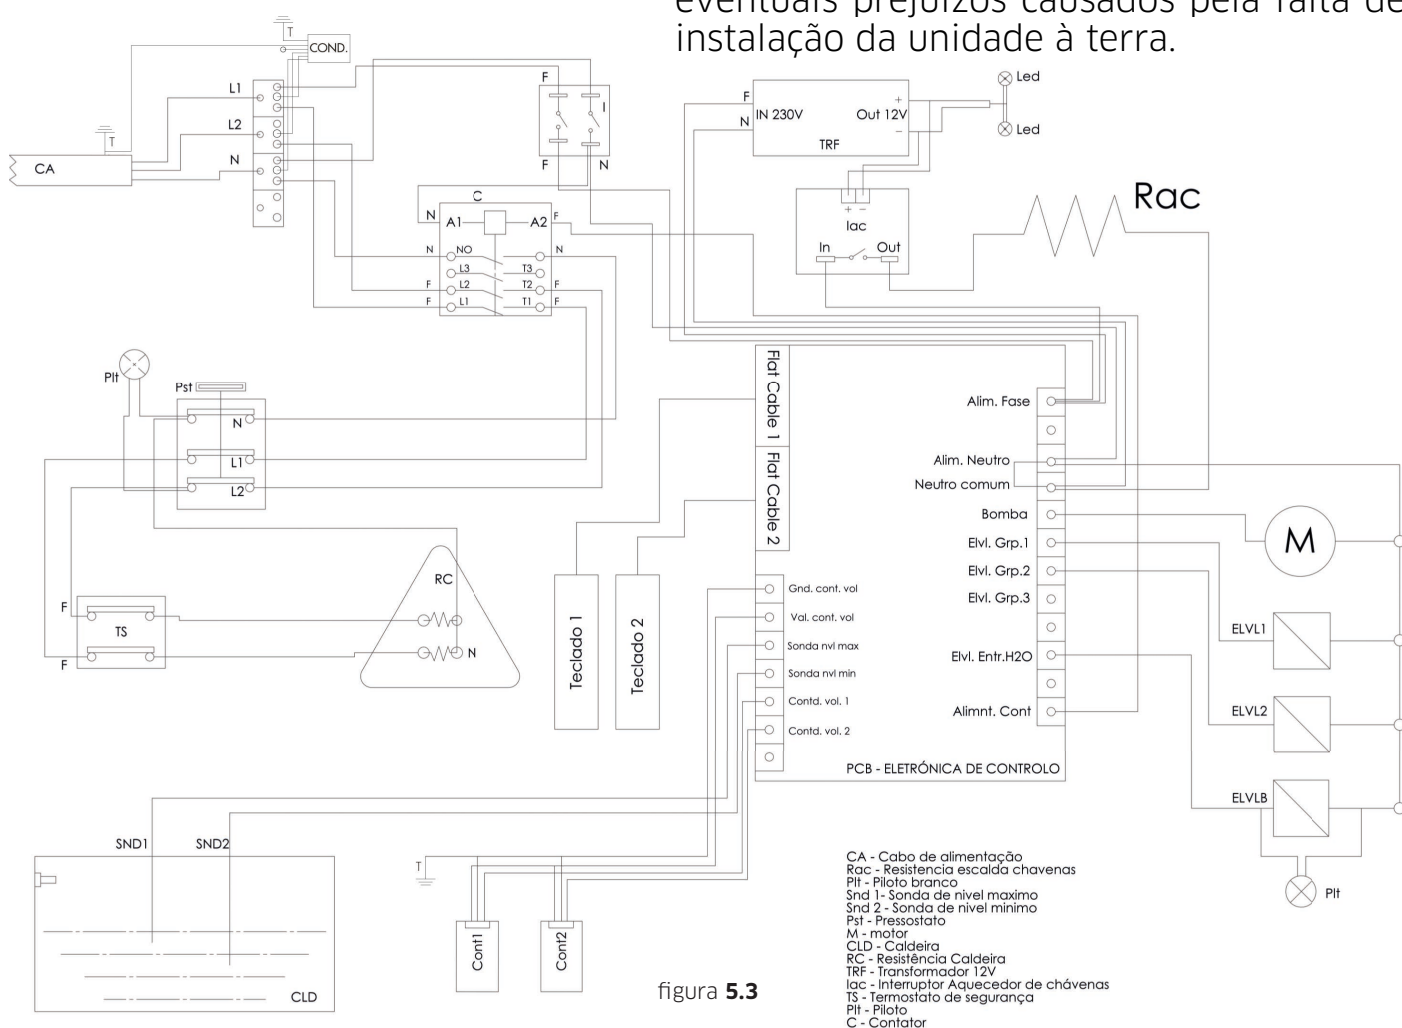 eventuais prejuízos causados pela falta de
instalação da unidade à terra.
T
COND.
L1
L2
N
T
CA
F
I
F
N
F
N
IN 230V
Out 12V
+
−
TRF
Led
Led
+ −
Iac
In
Out
Rac
C
N
A1
A2
F
N
NO
N
L3
T3
F
L2
T2
F
F
L1
T1
F
Plt
Pst
N
L1
L2
F
TS
F
RC
N
Teclado 1
Teclado 2
Flat Cable 1
Flat Cable 2
Alim. Fase
Alim. Neutro
Neutro comum
Bomba
Elvl. Grp.1
Elvl. Grp.2
Elvl. Grp.3
Elvl. Entr.H2O
Alimnt. Cont
Gnd. cont. vol
Val. cont. vol
Sonda nvl max
Sonda nvl min
Contd. vol. 1
Contd. vol. 2
PCB - ELETRÓNICA DE CONTROLO
M
ELVL1
ELVL2
ELVLB
Plt
SND1
SND2
CLD
T
Cont1
Cont2
figura 5.3
CA - Cabo de alimentação
Rac - Resistencia escalda chavenas
Plt - Piloto branco
Snd 1- Sonda de nivel maximo
Snd 2 - Sonda de nivel minimo
Pst - Pressostato
M - motor
CLD - Caldeira
RC - Resistência Caldeira
TRF - Transformador 12V
Iac - Interruptor Aquecedor de chávenas
TS - Termostato de segurança
Plt - Piloto
C - Contator